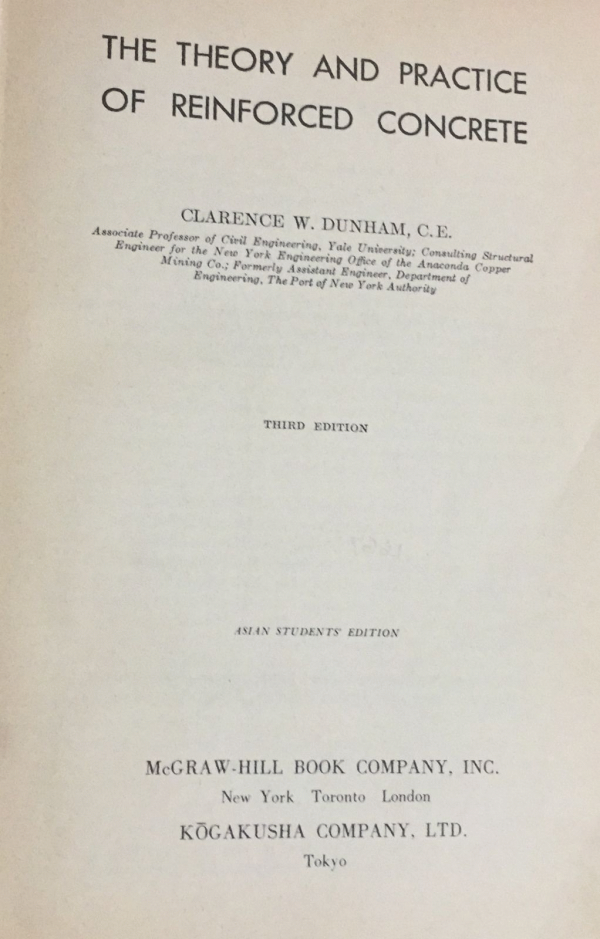 THE THEORY AND PRACTICE
OF REINFORCED CONCRETE
CLARENCE W. DUNHAM, C.E.
Associate Professor of Civil Engineering, Yale University; Consulting Structural
Engineer for the New York Engineering Office of the Anaconda Copper
Mining Co.; Formerly Assistant Engineer, Department of
Engineering, The Port of New York Authority
THIRD EDITION
ASIAN STUDENTS' EDITION
McGRAW-HILL BOOK COMPANY, INC.
New York Toronto London
KŌGAKUSHA COMPANY, LTD.
Tokyo